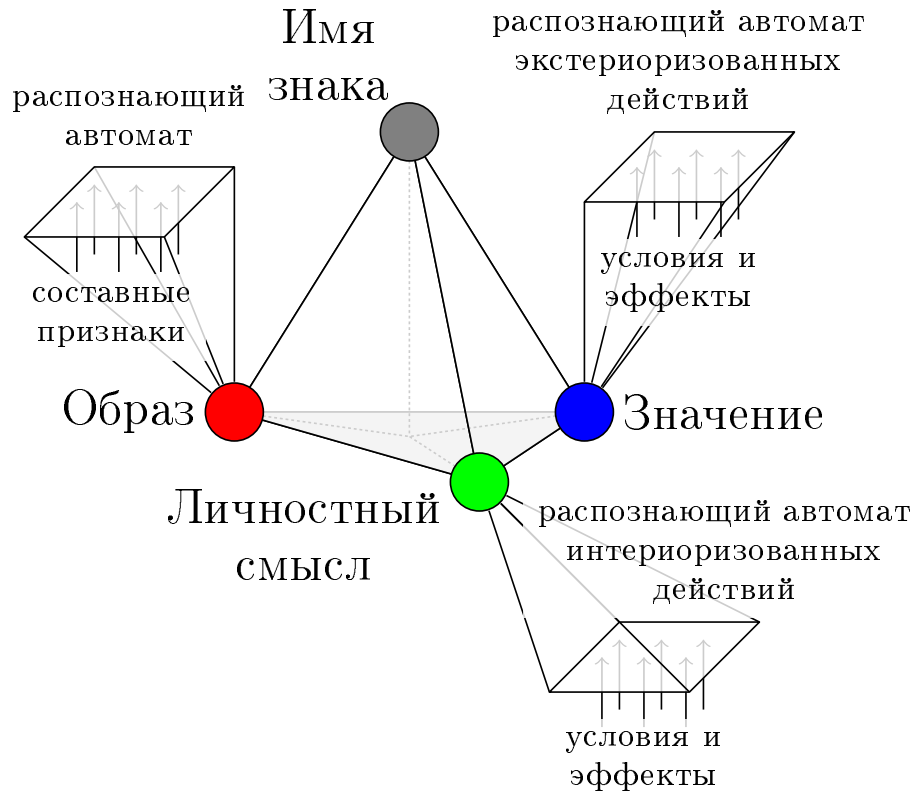 Имя
знака
распознающий автомат
экстериоризованных
действий
распознающий
автомат
составные
признаки
условия и
эффекты
Образ
Значение
Личностный
смысл
распознающий автомат
интериоризованных
действий
условия и
эффекты